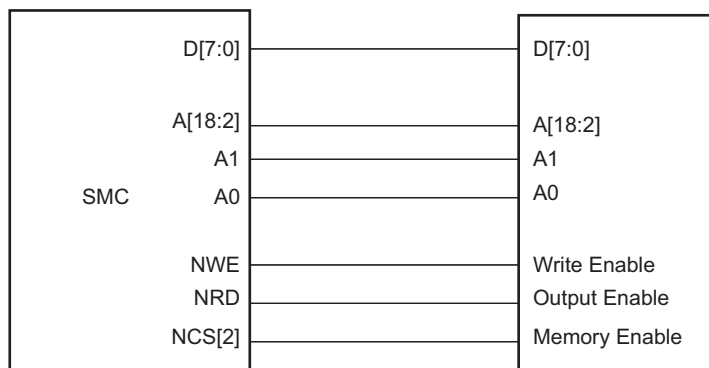 D[7:0] D[7:0]
A[18:2] A[18:2]
A1 A1
SMC A0 A0
NWE Write Enable
NRD Output Enable
NCS[2] Memory Enable